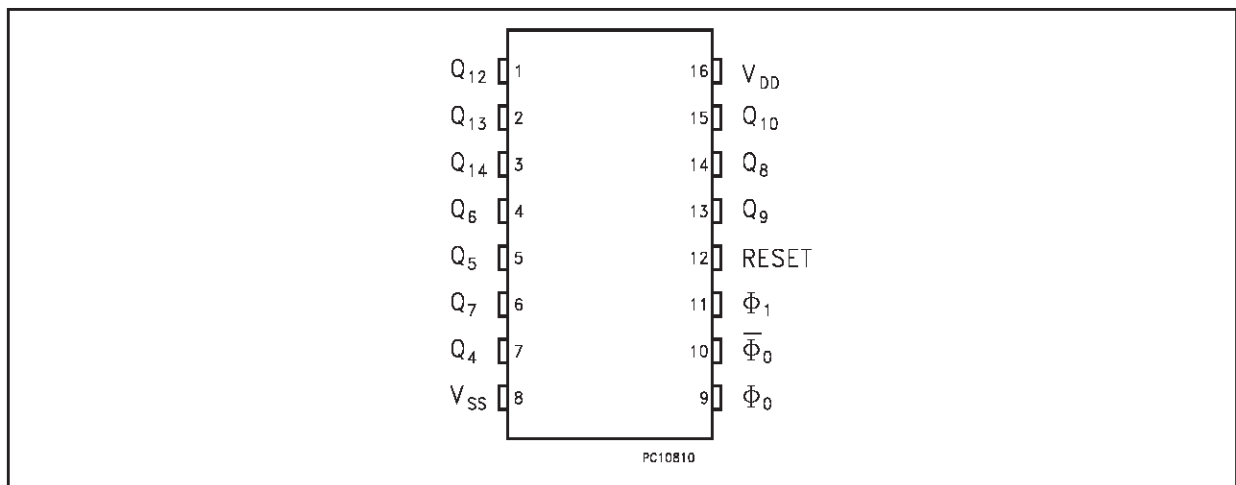 Q12 1 16 VDD
Q13 2 15 Q10
Q14 3 14 Q8
Q6 4 13 Q9
Q5 5 12 RESET
Q7 6 11 Φ1
Q4 7 10 Φ̅0
VSS 8 9 Φ0
PC10810